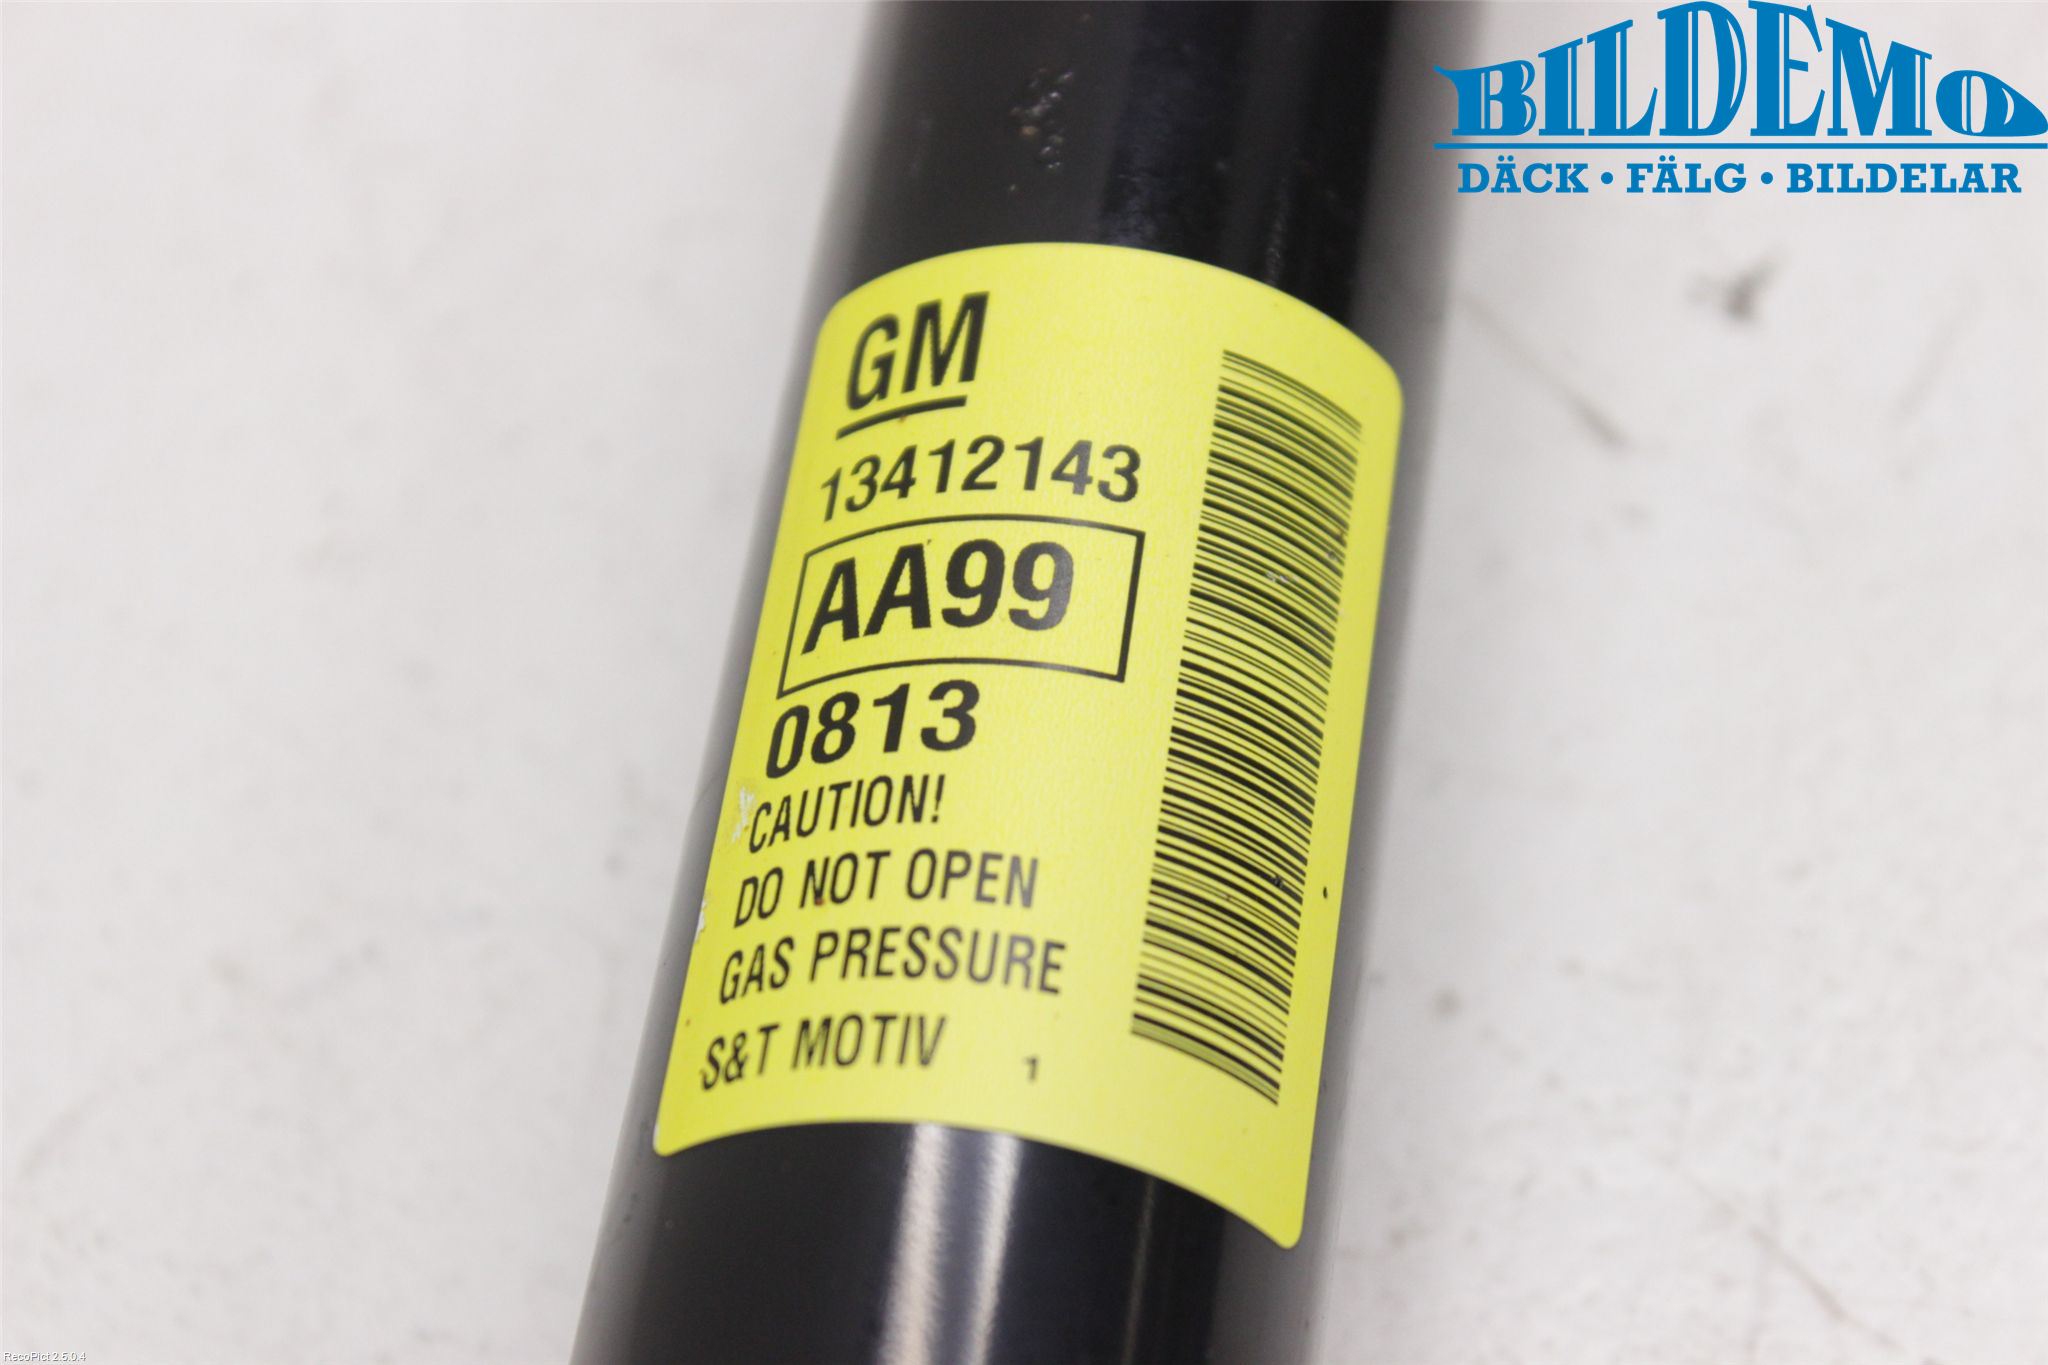 BILDEMO
DÄCK • FÄLG • BILDELAR
GM
13412143
AA99
0813
CAUTION!
DO NOT OPEN
GAS PRESSURE
S&T MOTIV 1
RecoPict 2.5.0.4